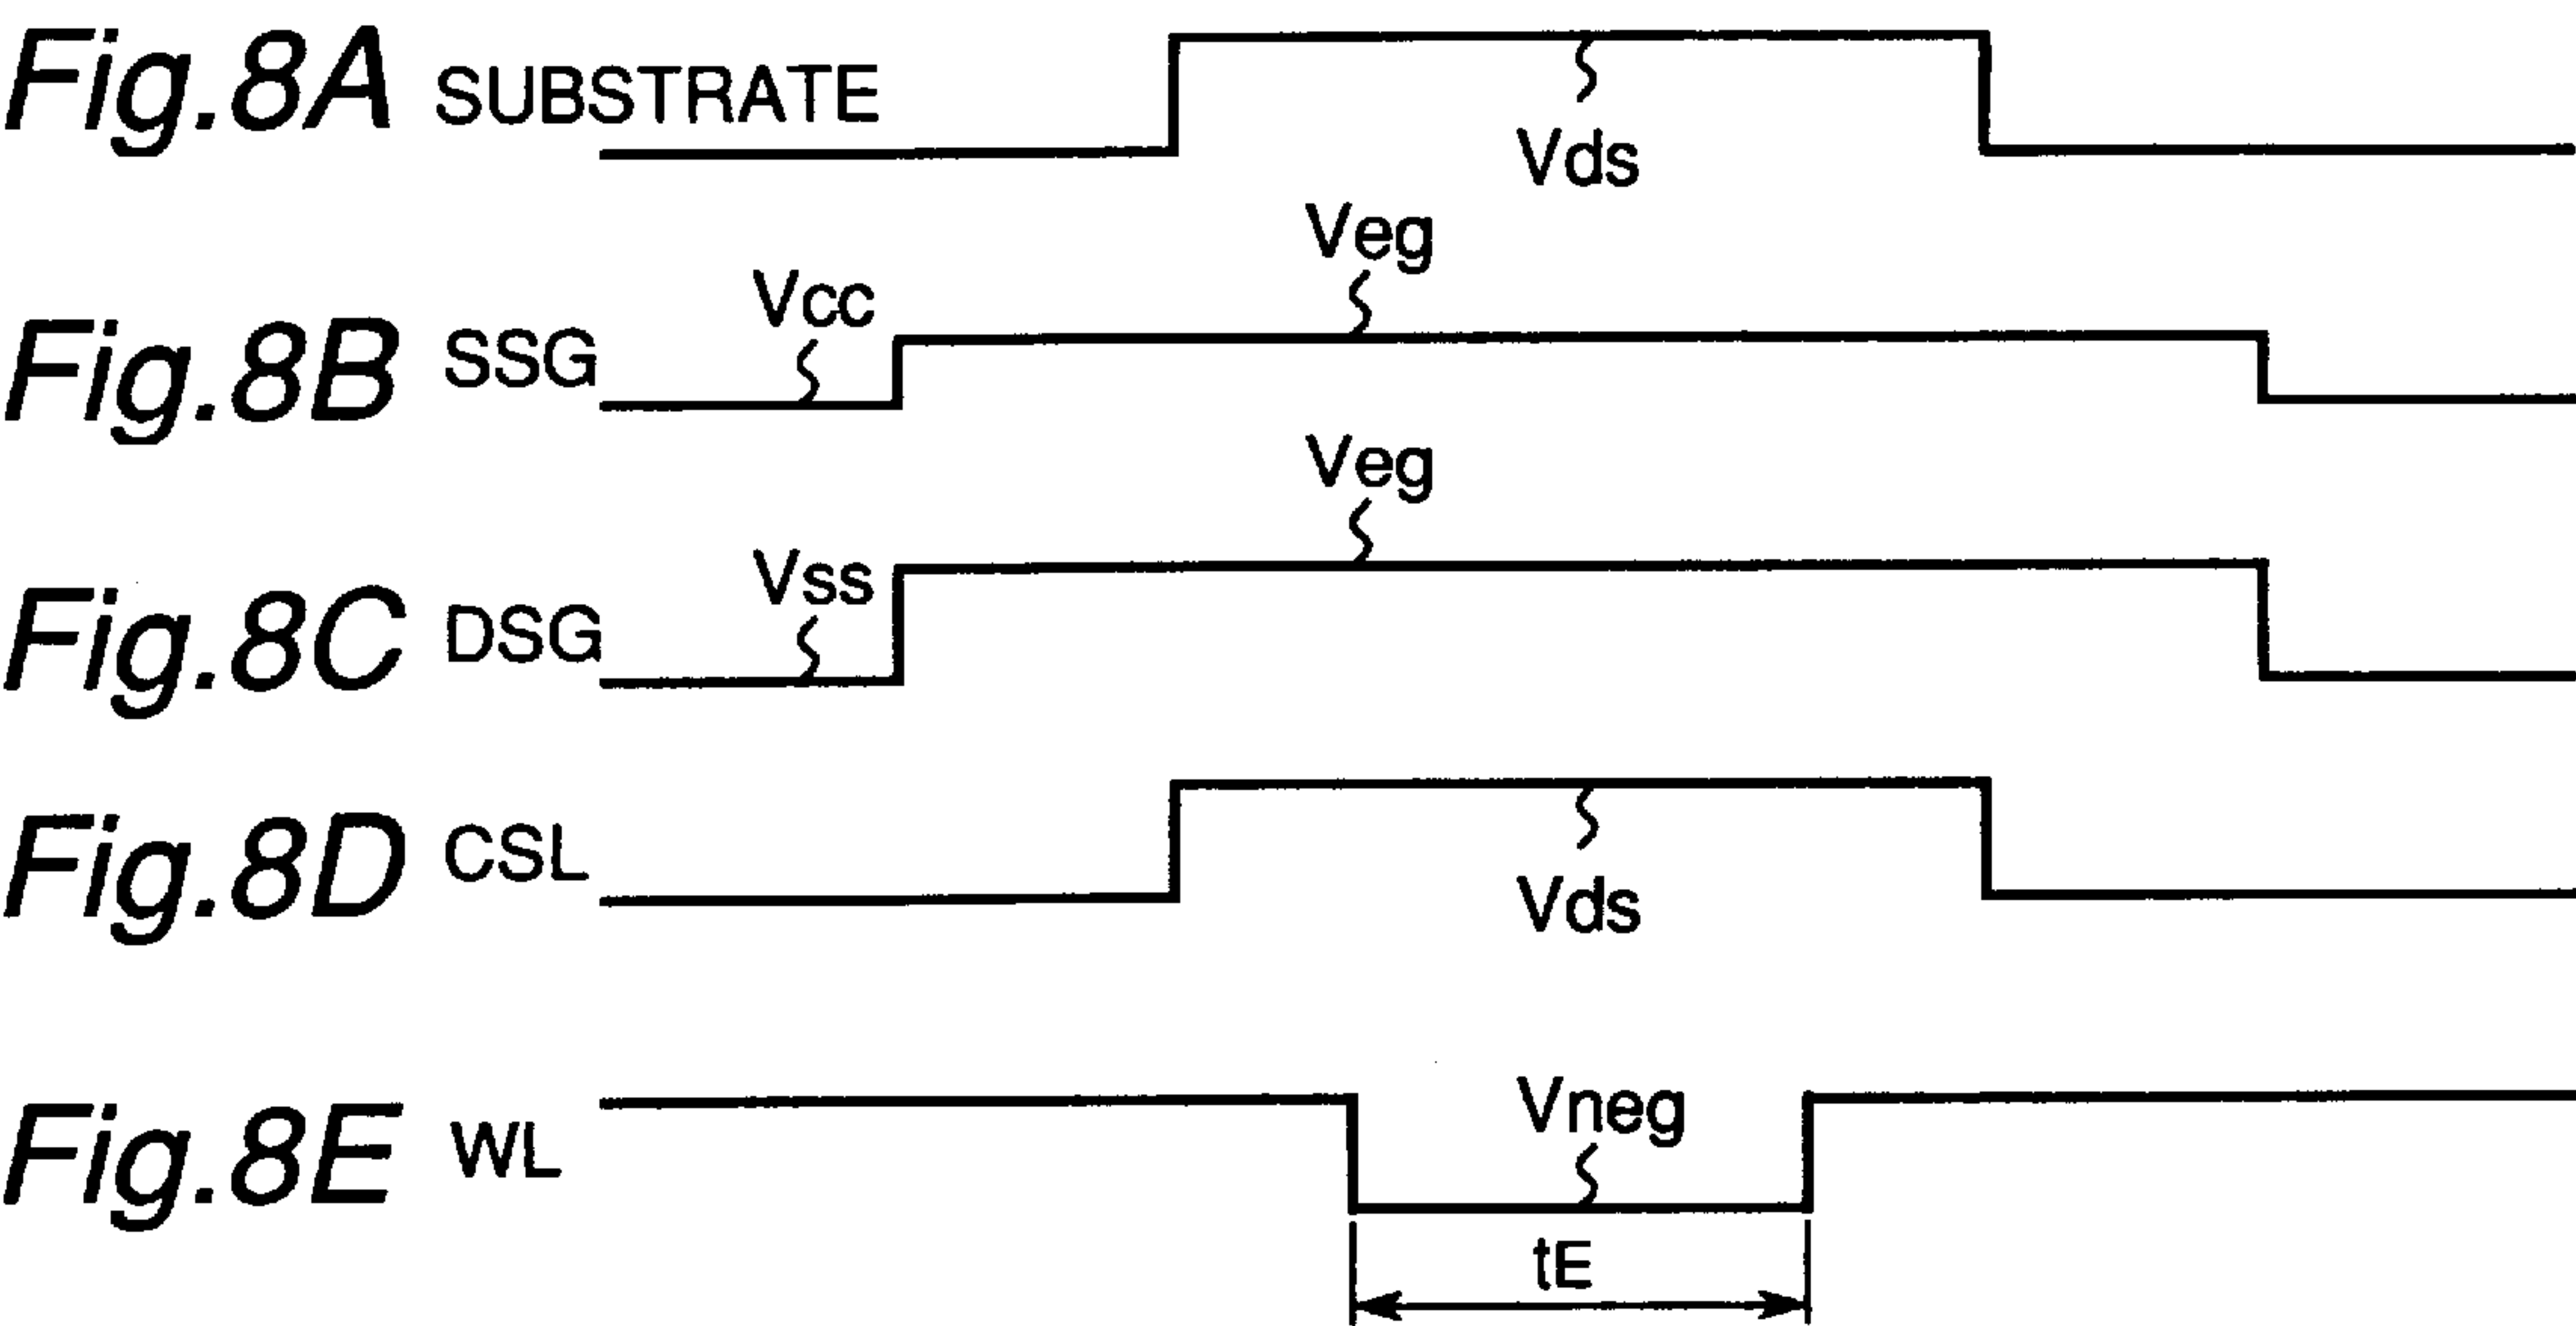 Fig.8A SUBSTRATE
Vds
Veg
Vcc
Fig.8B SSG
Veg
Vss
Fig.8C DSG
Fig.8D CSL
Vds
Vneg
Fig.8E WL
tE